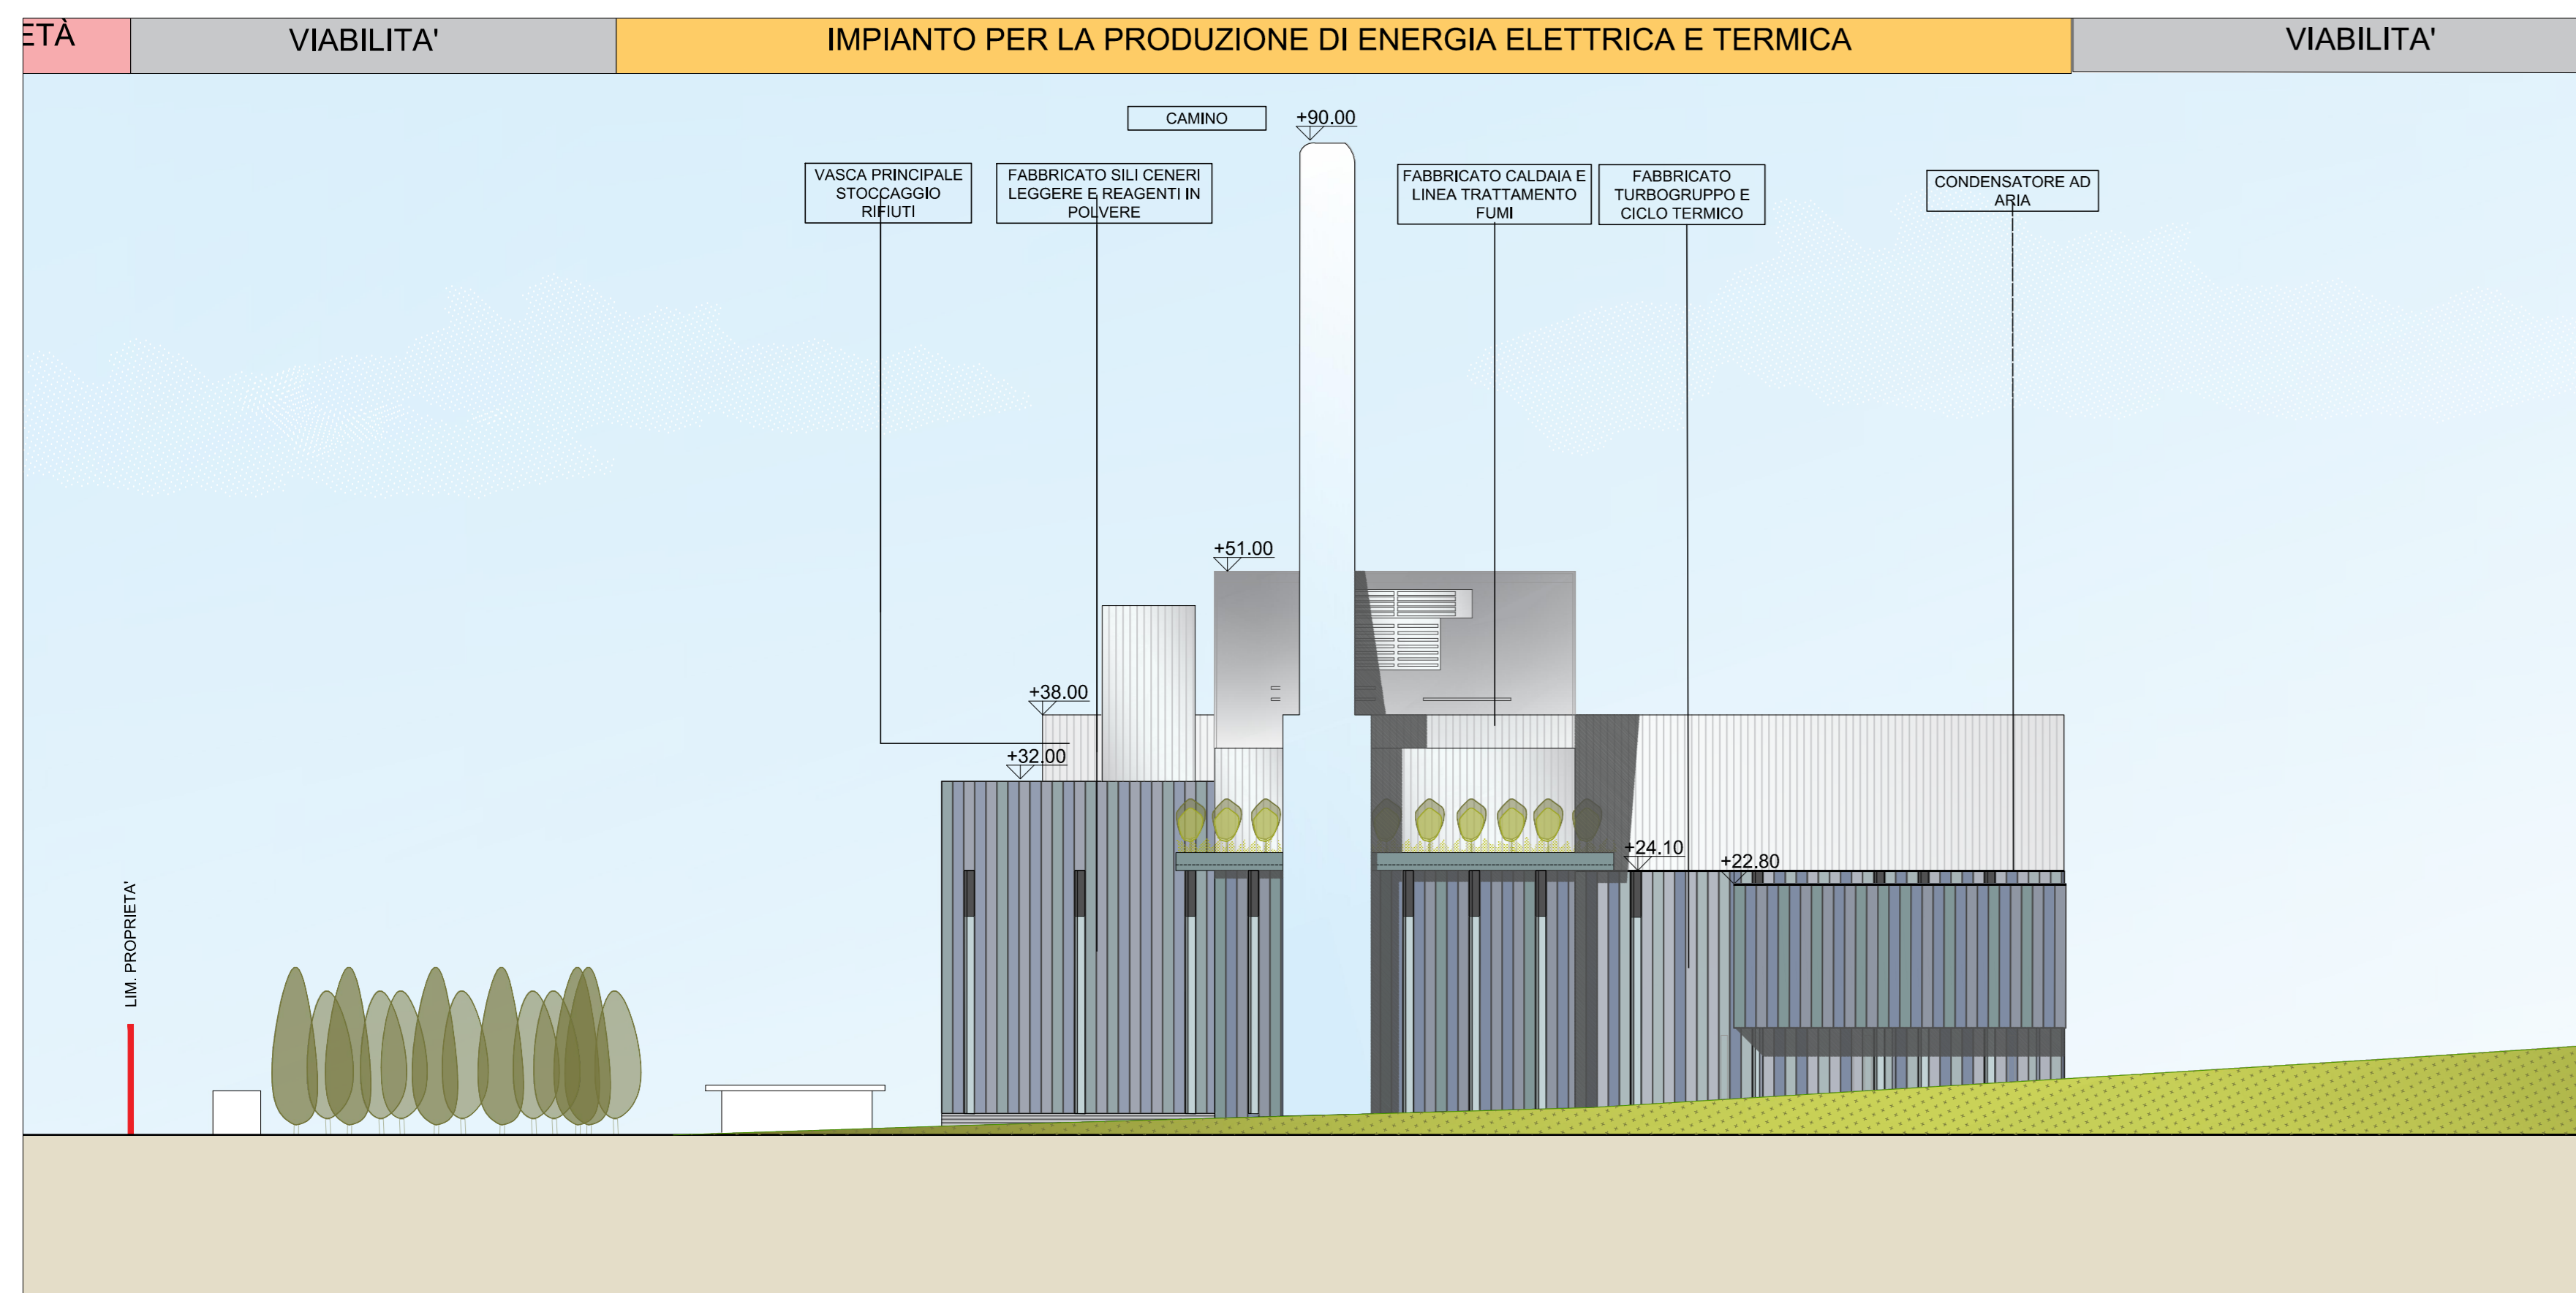 ETÀ
VIABILITA'
IMPIANTO PER LA PRODUZIONE DI ENERGIA ELETTRICA E TERMICA
VIABILITA'
CAMINO
+90.00
VASCA PRINCIPALE
STOCCAGGIO
RIFIUTI
FABBRICATO SILI CENERI
LEGGERE E REAGENTI IN
POLVERE
FABBRICATO CALDAIA E
LINEA TRATTAMENTO
FUMI
FABBRICATO
TURBOGRUPPO E
CICLO TERMICO
CONDENSATORE AD
ARIA
+51.00
+38.00
+32.00
+24.10
+22.80
LIM. PROPRIETA'